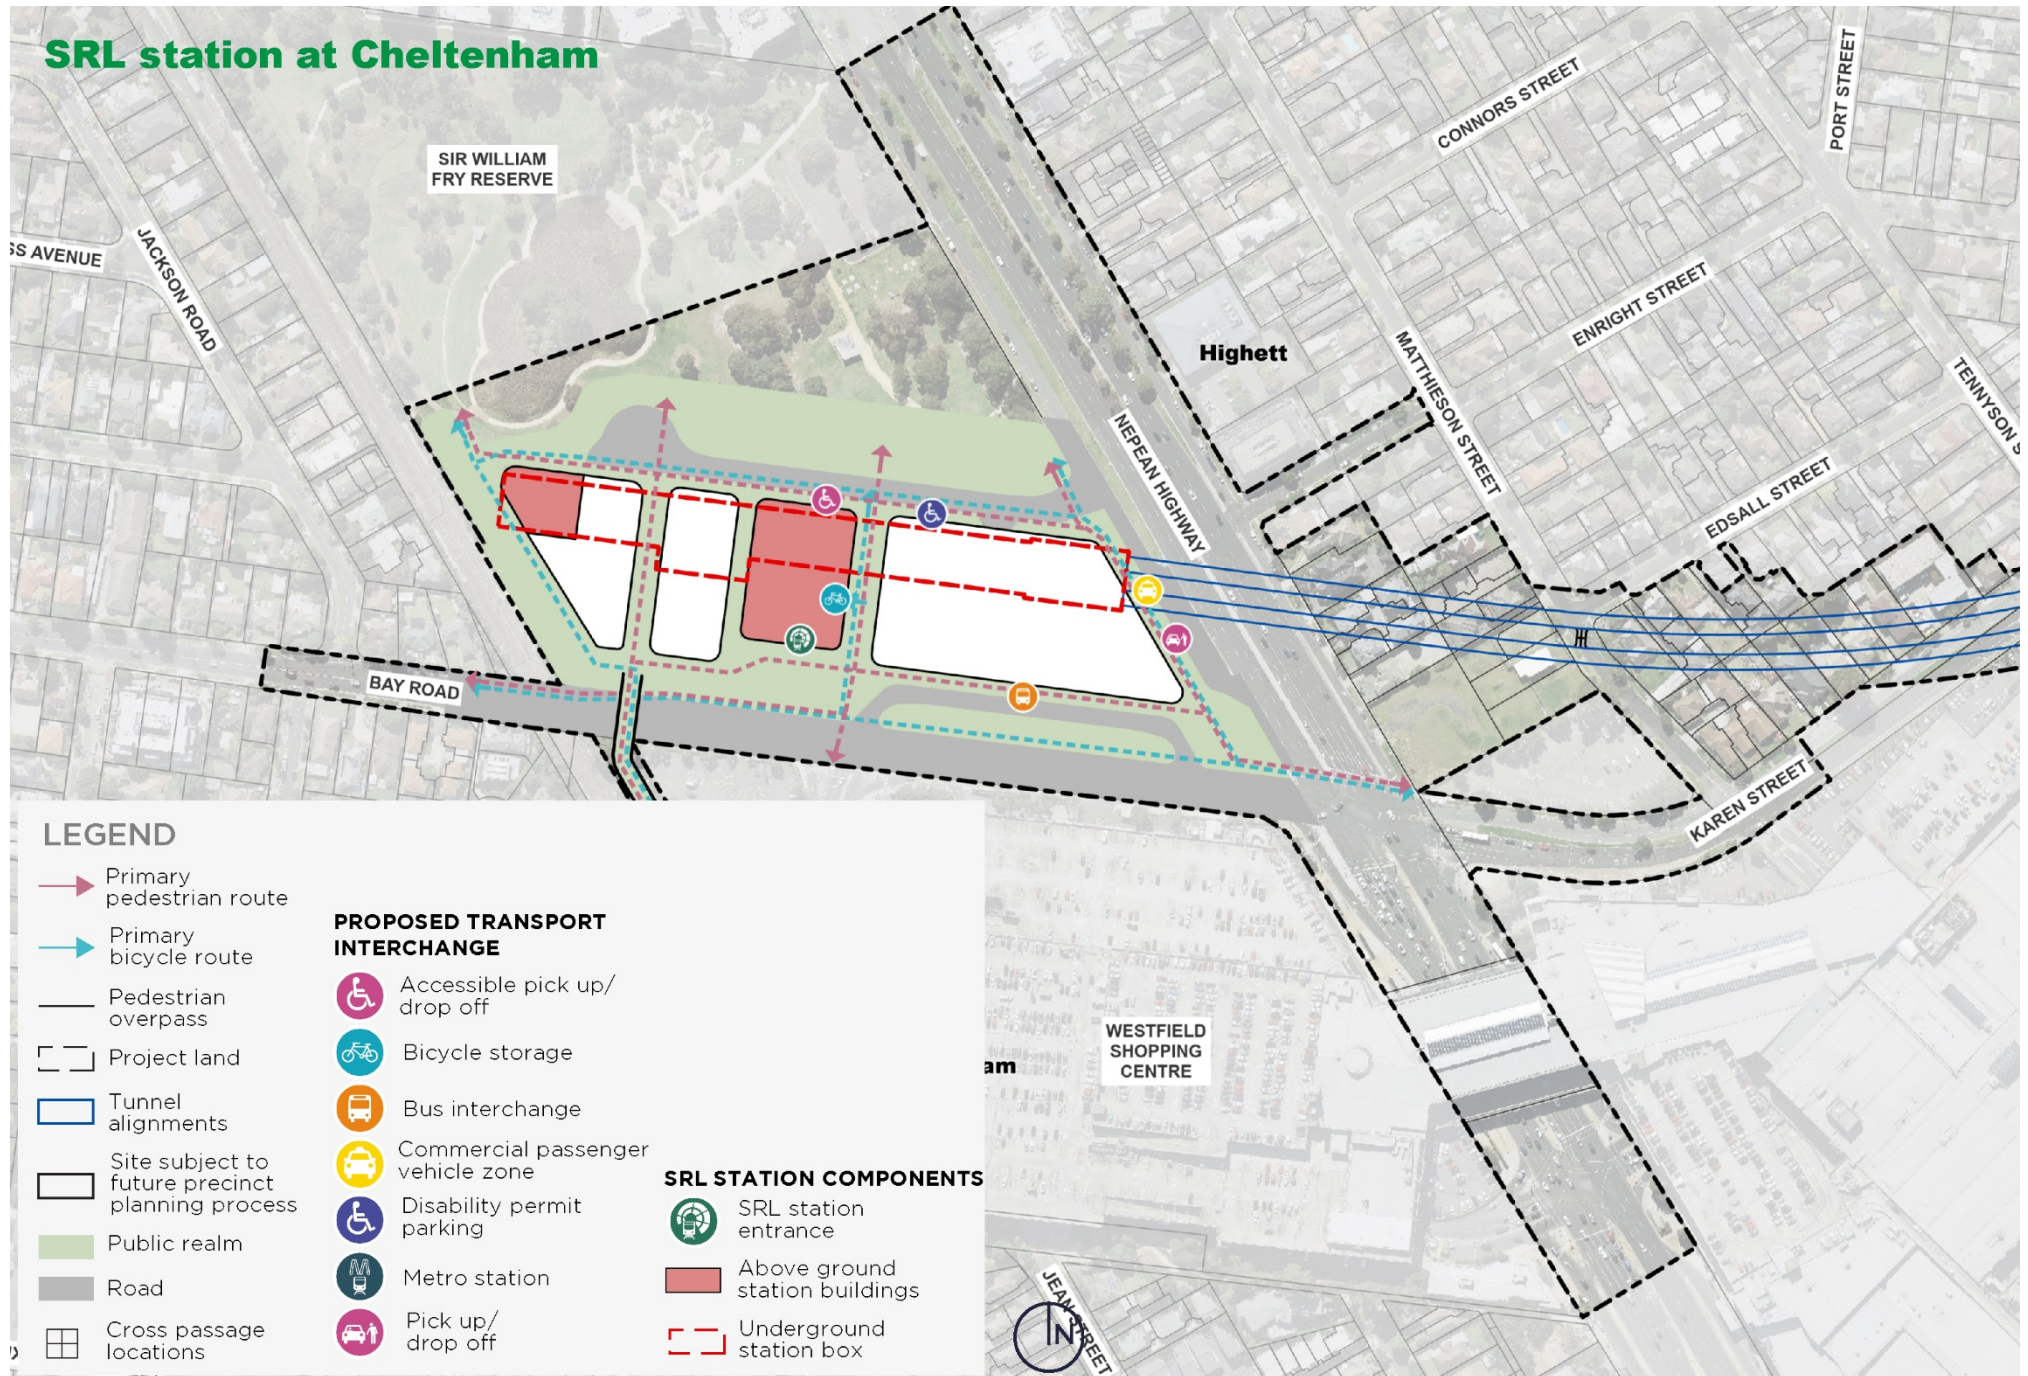 SRL station at Cheltenham
SIR WILLIAM
FRY RESERVE
CONNORS STREET
PORT STREET
SS AVENUE
JACKSON ROAD
ENRIGHT STREET
Highett
MATTHIESON STREET
TENNYSON S
NEPEAN HIGHWAY
EDSALL STREET
BAY ROAD
KAREN STREET
WESTFIELD
SHOPPING
CENTRE
am
JEAN STREET
N
LEGEND
Primary
pedestrian route
Primary
bicycle route
Pedestrian
overpass
Project land
Tunnel
alignments
Site subject to
future precinct
planning process
Public realm
Road
Cross passage
locations
PROPOSED TRANSPORT
INTERCHANGE
Accessible pick up/
drop off
Bicycle storage
Bus interchange
Commercial passenger
vehicle zone
Disability permit
parking
Metro station
Pick up/
drop off
SRL STATION COMPONENTS
SRL station
entrance
Above ground
station buildings
Underground
station box